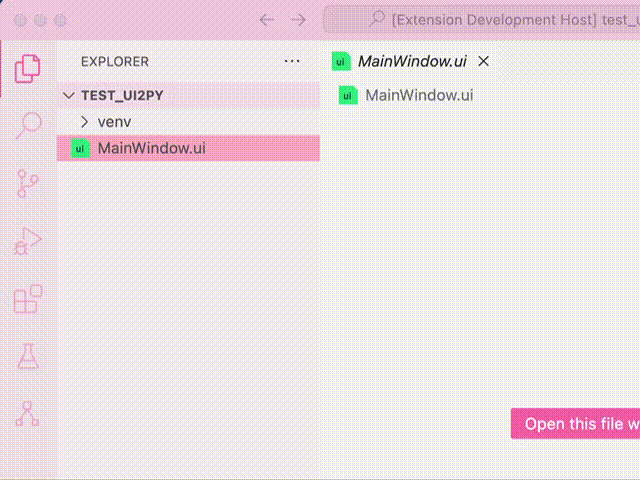 [Extension Development Host] test_u
EXPLORER ...
TEST_UI2PY
venv
ui MainWindow.ui
ui MainWindow.ui
ui MainWindow.ui
Open this file w